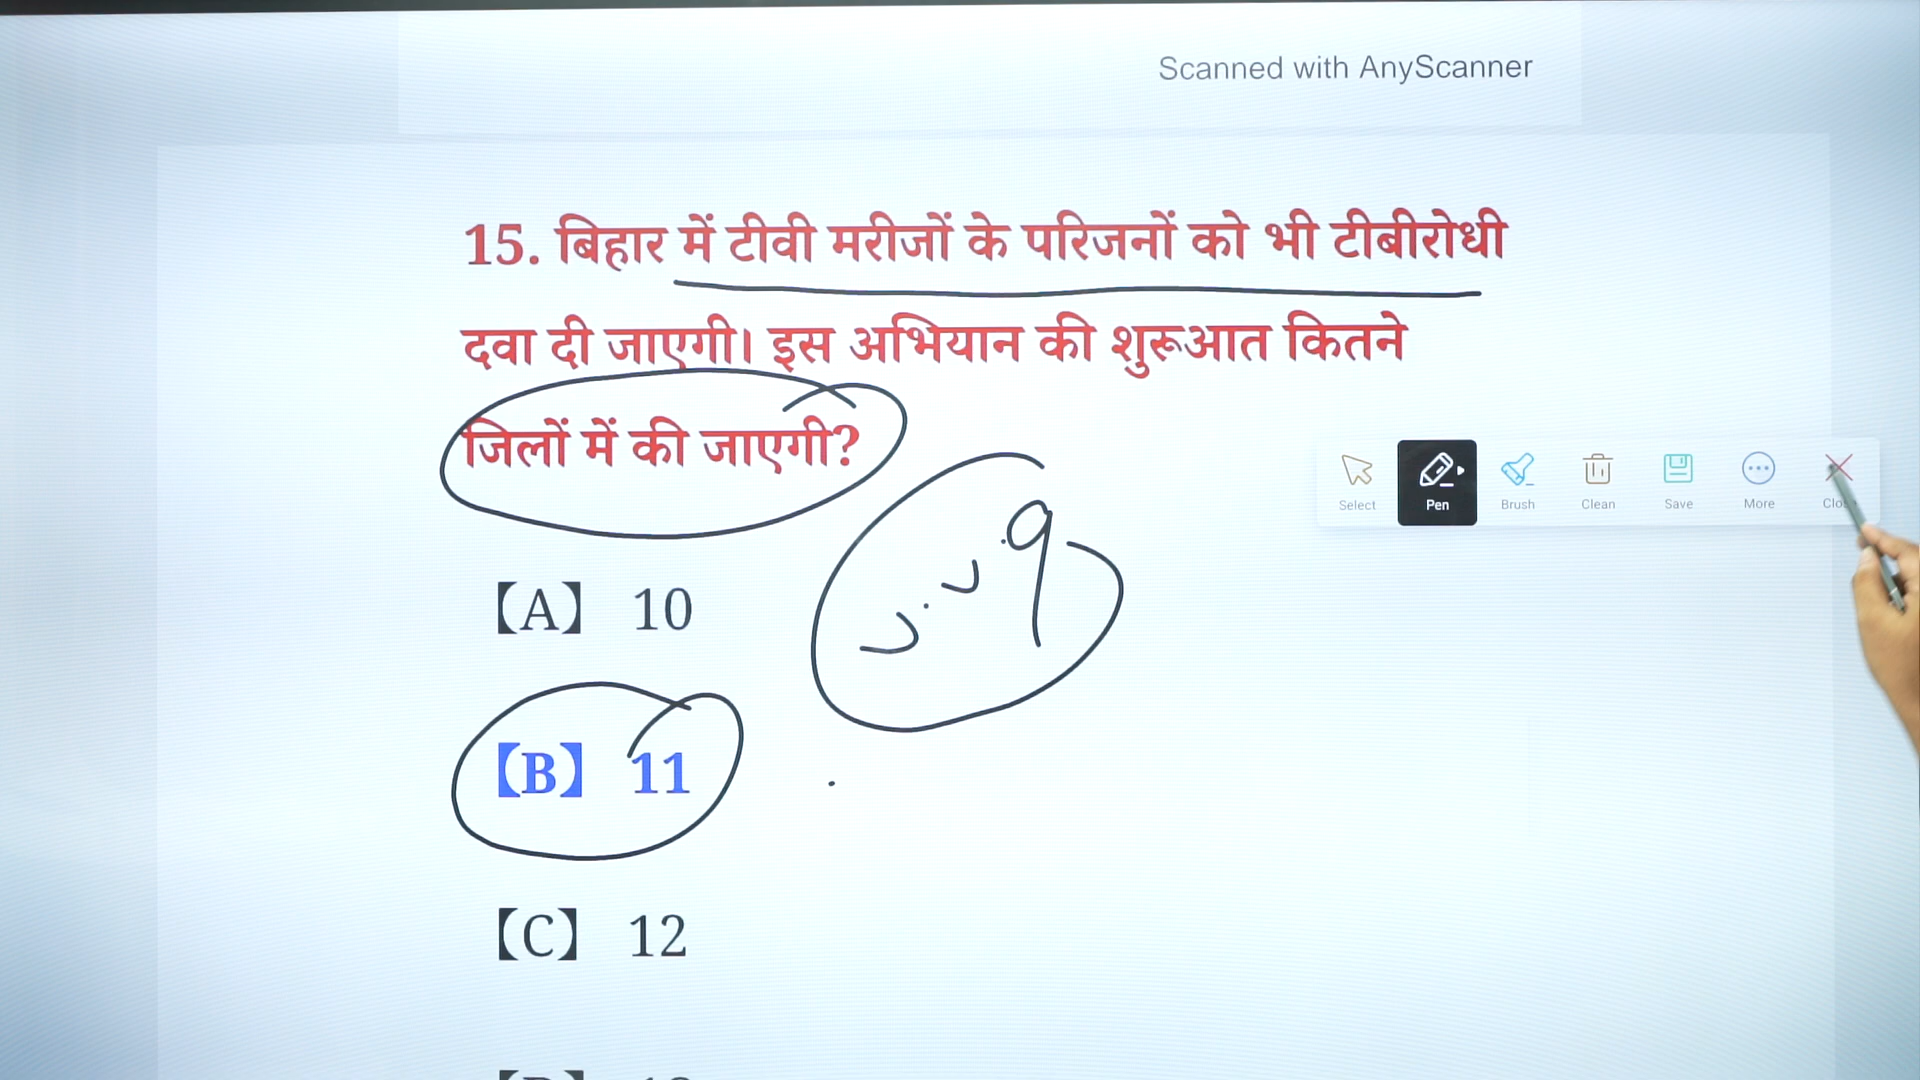 Scanned with AnyScanner
15. बिहार में टीवी मरीजों के परिजनों को भी टीबीरोधी
दवा दी जाएगी। इस अभियान की शुरूआत कितने
जिलों में की जाएगी?
Select Pen Brush Clean Save More
【A】 10
【B】 11
【C】 12